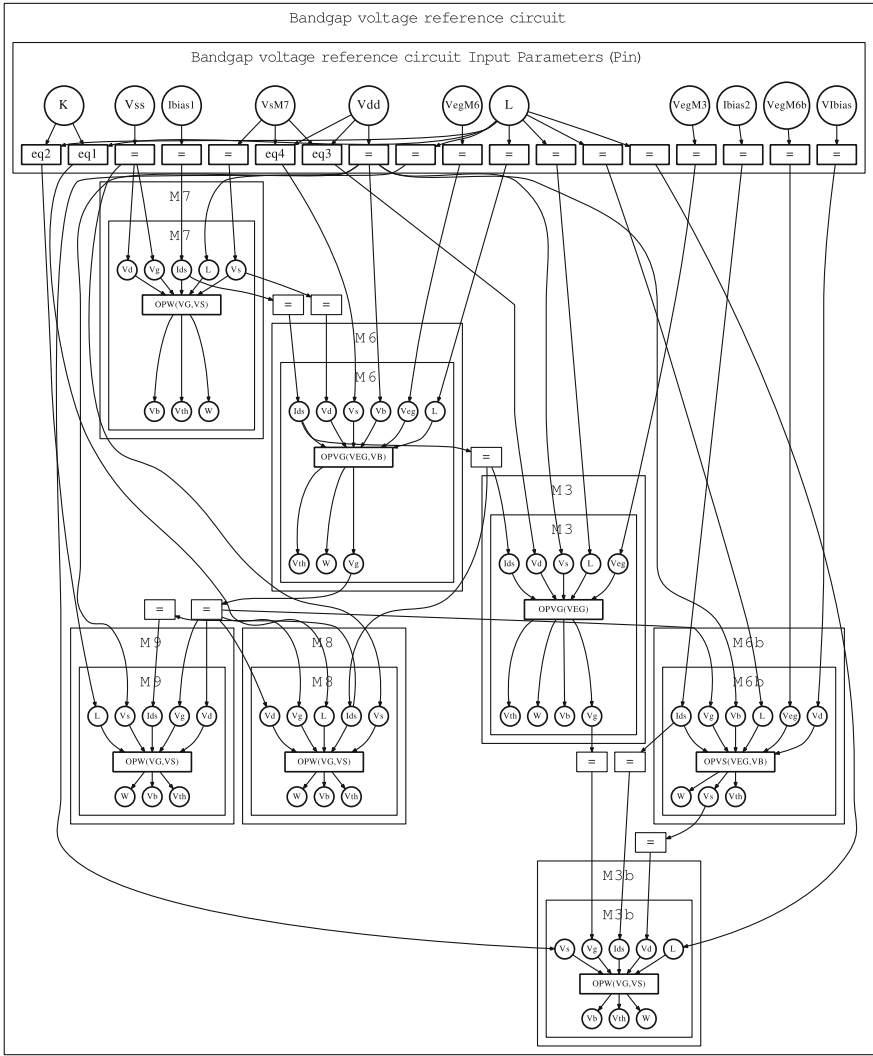 Bandgap voltage reference circuit
Bandgap voltage reference circuit Input Parameters (Pin)
K Vss Ibias1 VsM7 Vdd VegM6 L VegM3 Ibias2 VegM6b VIbias
eq2 eq1 = = = eq4 eq3 = = = = = = = = = = =
M7
M7
Vd Vg Ids L Vs
OPW(VG,VS)
= =
M6
M6
Vb Vth W
Ids Vd Vs Vb Veg L
OPVG(VEG,VB)
=
M3
M3
Vth W Vg
Ids Vd Vs L Veg
= =
OPVG(VEG)
M9 M8 M6b
M9 M8 M6b
L Vs Ids Vg Vd
Vd Vg L Ids Vs
Vth W Vb Vg
Ids Vg Vb L Veg Vd
OPW(VG,VS) OPW(VG,VS) = = OPVS(VEG,VB)
W Vb Vth
W Vb Vth
W Vs Vth
=
M3b
M3b
Vs Vg Ids Vd L
OPW(VG,VS)
Vb Vth W